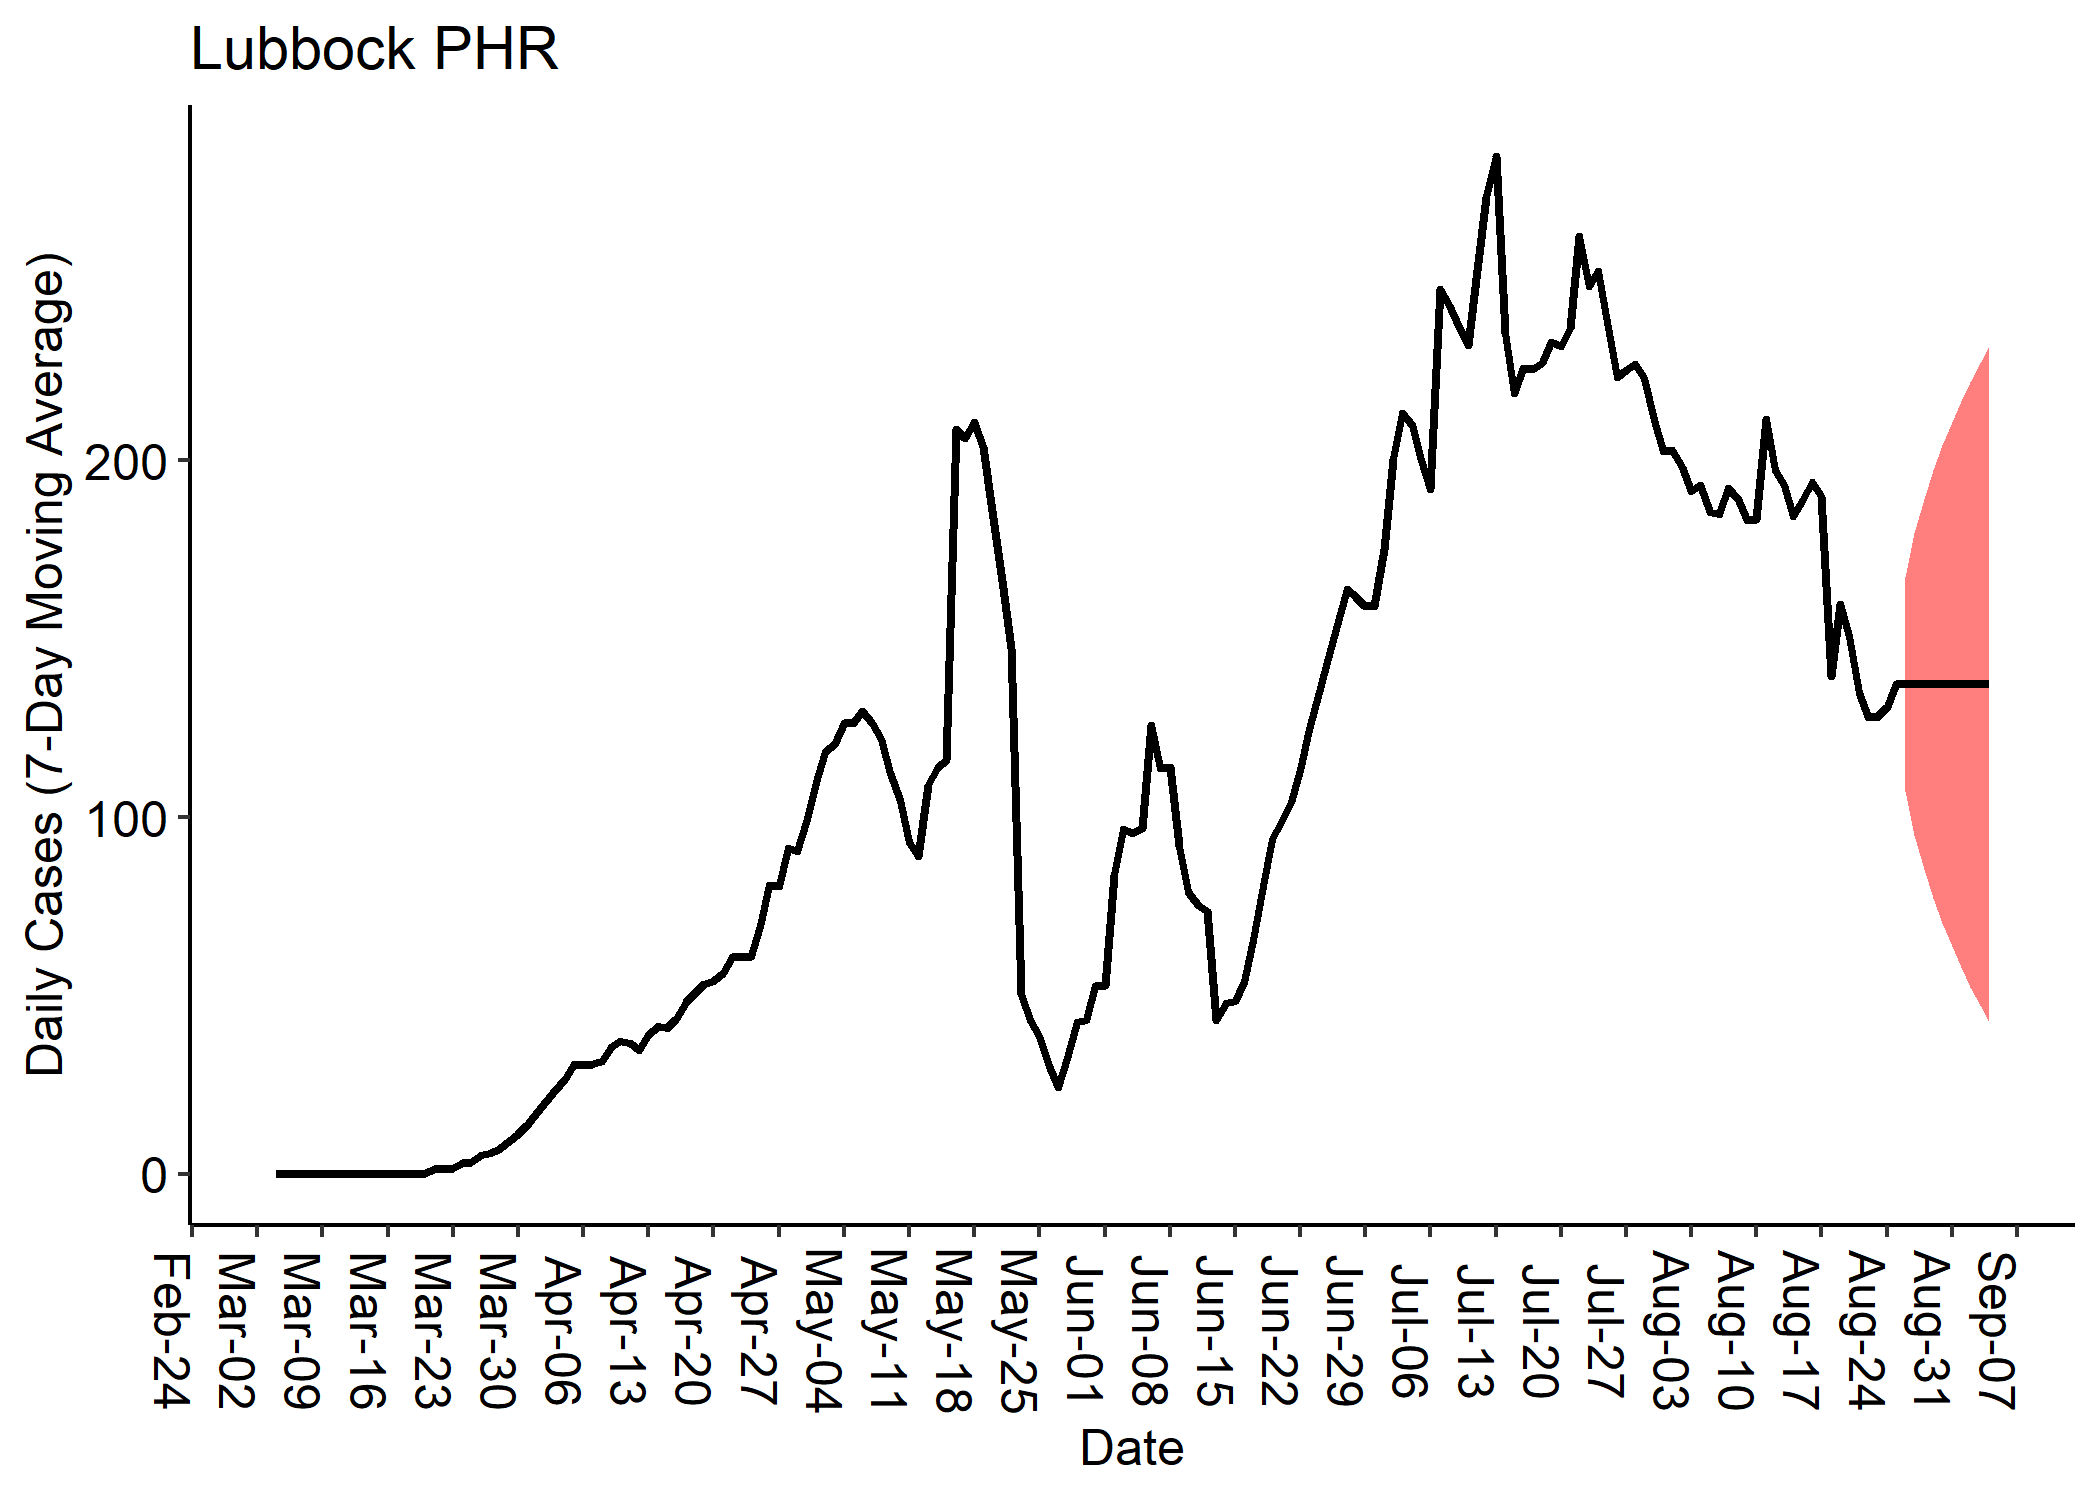 Lubbock PHR
Daily Cases (7-Day Moving Average)
200
100
0
Feb-24
Mar-02
Mar-09
Mar-16
Mar-23
Mar-30
Apr-06
Apr-13
Apr-20
Apr-27
May-04
May-11
May-18
May-25
Jun-01
Jun-08
Jun-15
Jun-22
Jun-29
Jul-06
Jul-13
Jul-20
Jul-27
Aug-03
Aug-10
Aug-17
Aug-24
Aug-31
Sep-07
Date